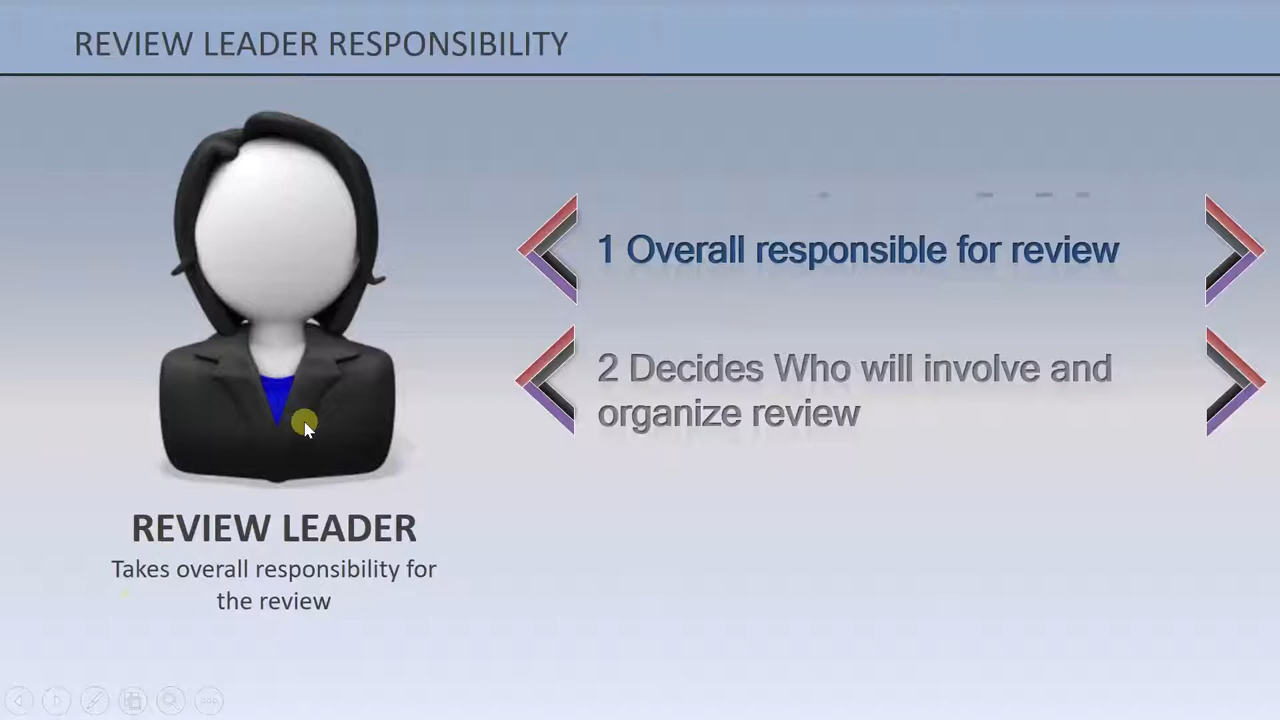 REVIEW LEADER RESPONSIBILITY
1 Overall responsible for review
2 Decides Who will involve and
organize review
REVIEW LEADER
Takes overall responsibility for
the review